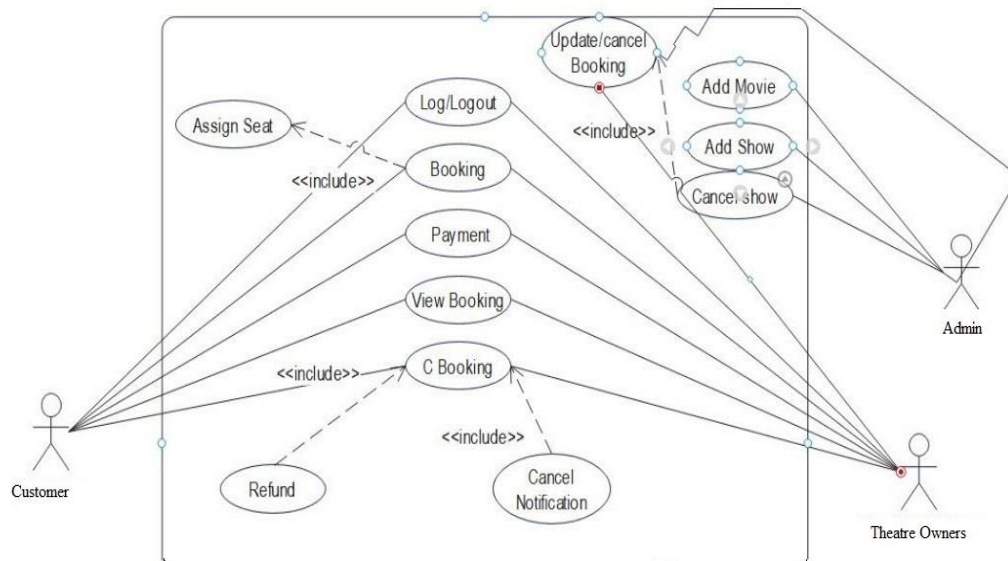 Update/cancel
Booking
Add Movie
Log/Logout
Assign Seat
<<include>>
Add Show
Booking
<<include>>
Cancel show
Payment
View Booking
Admin
<<include>>
C Booking
<<include>>
Customer
Refund
Cancel
Notification
Theatre Owners